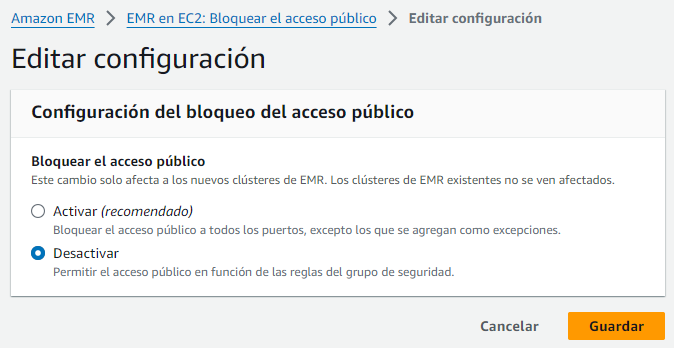 Amazon EMR > EMR en EC2: Bloquear el acceso público > Editar configuración
Editar configuración
Configuración del bloqueo del acceso público
Bloquear el acceso público
Este cambio solo afecta a los nuevos clústeres de EMR. Los clústeres de EMR existentes no se ven afectados.
Activar (recomendado)
Bloquear el acceso público a todos los puertos, excepto los que se agregan como excepciones.
Desactivar
Permitir el acceso público en función de las reglas del grupo de seguridad.
Cancelar Guardar